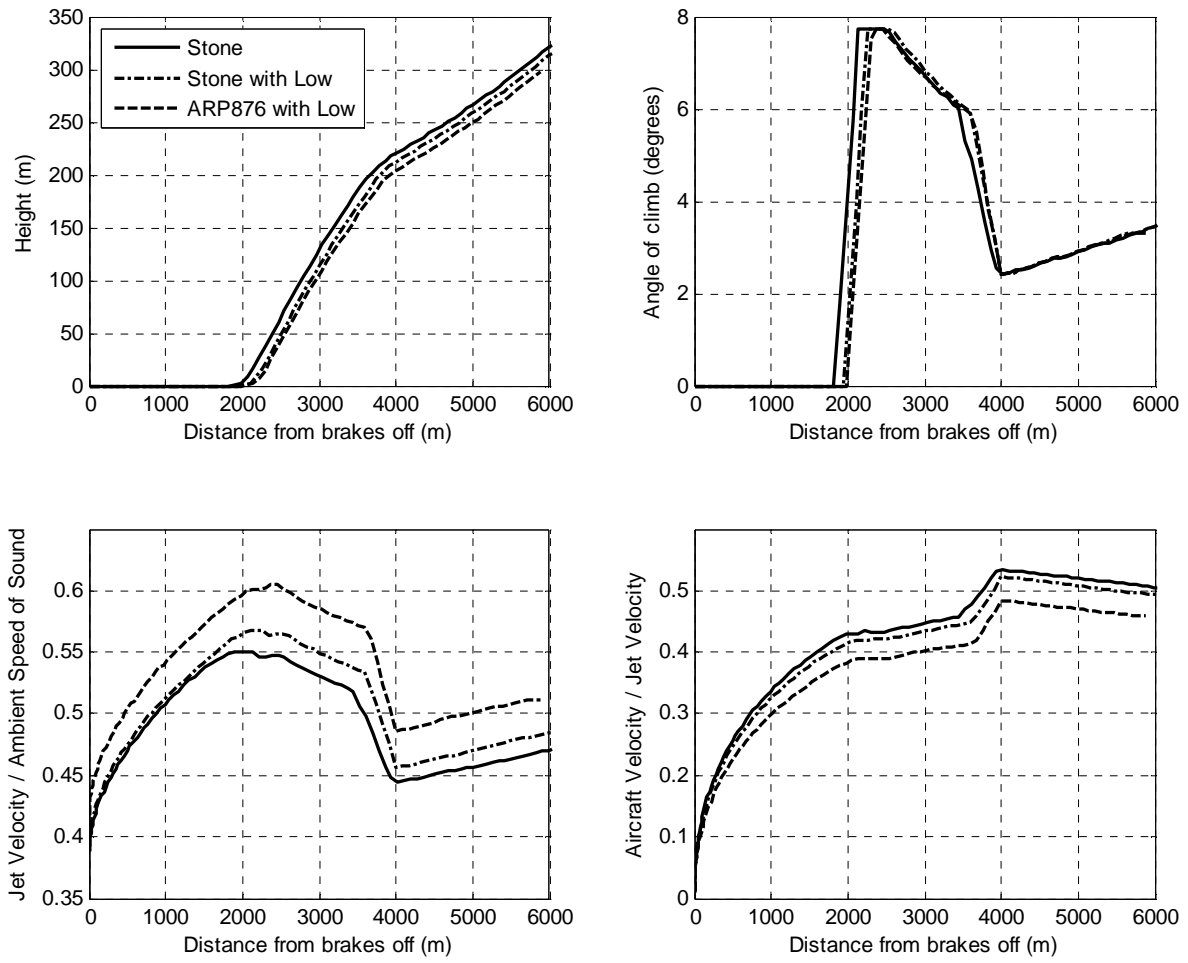 350
300
250
200
150
100
50
0
Height (m)
Stone
Stone with Low
ARP876 with Low
0 1000 2000 3000 4000 5000 6000
Distance from brakes off (m)
8
6
4
2
0
Angle of climb (degrees)
0 1000 2000 3000 4000 5000 6000
Distance from brakes off (m)
0.6
0.55
0.5
0.45
0.4
0.35
Jet Velocity / Ambient Speed of Sound
0 1000 2000 3000 4000 5000 6000
Distance from brakes off (m)
0.5
0.4
0.3
0.2
0.1
0
Aircraft Velocity / Jet Velocity
0 1000 2000 3000 4000 5000 6000
Distance from brakes off (m)